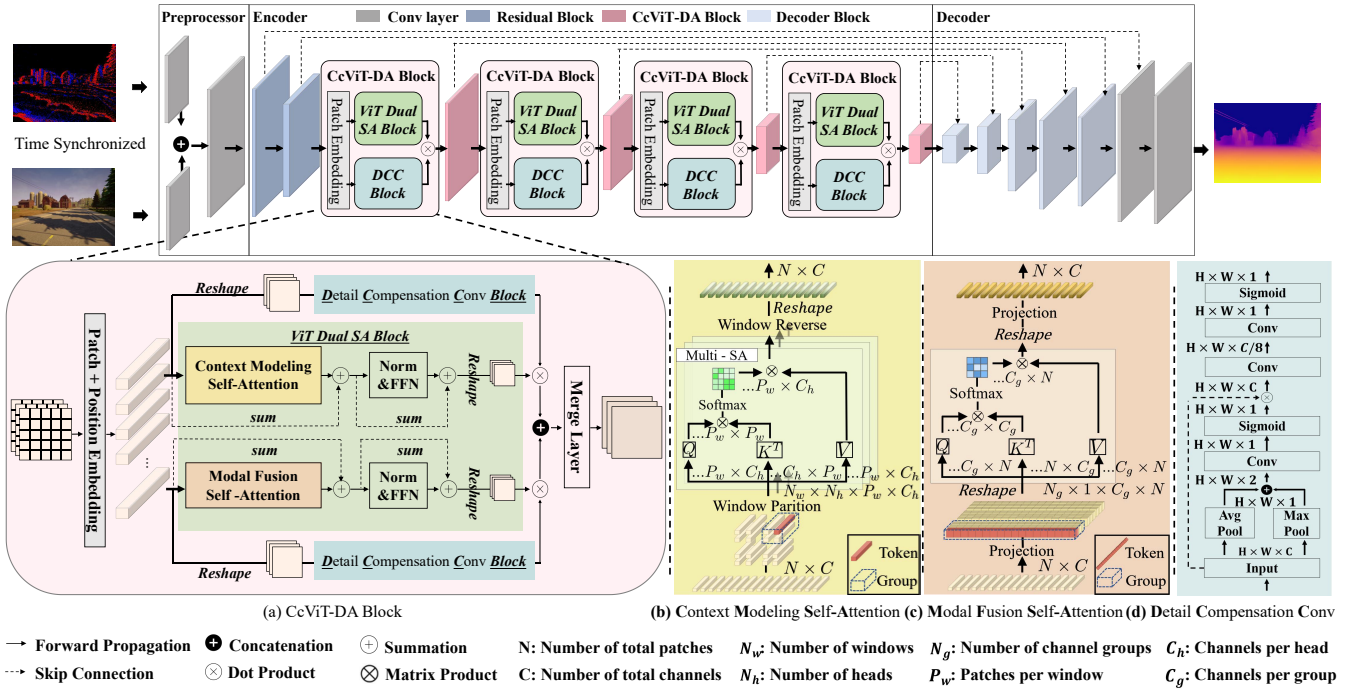 Preprocessor
Encoder
Conv layer
Residual Block
CcViT-DA Block
Decoder Block
Decoder
Time Synchronized
CcViT-DA Block
Patch Embedding
ViT Dual
SA Block
DCC
Block
CcViT-DA Block
Patch Embedding
ViT Dual
SA Block
DCC
Block
CcViT-DA Block
Patch Embedding
ViT Dual
SA Block
DCC
Block
CcViT-DA Block
Patch Embedding
ViT Dual
SA Block
DCC
Block
Patch + Position Embedding
...
Reshape
Detail Compensation Conv Block
ViT Dual SA Block
Context Modeling
Self-Attention
Norm
&FFN
Reshape
sum
sum
sum
sum
Modal Fusion
Self -Attention
Norm
&FFN
Reshape
Reshape
Detail Compensation Conv Block
Merge Layer
(a) CcViT-DA Block
N × C
Reshape
Window Reverse
Multi - SA
...P_w × C_h
Softmax
...P_w × P_w
Q
K^T
V
...P_w × C_h
...C_h × P_w
...P_w × C_h
N_w × N_h × P_w × C_h
Window Parition
N × C
Token
Group
(b) Context Modeling Self-Attention
N × C
Projection
Reshape
...C_g × N
Softmax
...C_g × C_g
Q
K^T
V
...C_g × N
...N × C_g
...C_g × N
Reshape
N_g × 1 × C_g × N
Projection
N × C
Token
Group
(c) Modal Fusion Self-Attention
H × W × 1
Sigmoid
H × W × 1
Conv
H × W × C/8
Conv
H × W × C
H × W × 1
Sigmoid
H × W × 1
Conv
H × W × 2
H × W × 1
Avg
Pool
Max
Pool
H × W × C
Input
(d) Detail Compensation Conv
Forward Propagation
Concatenation
Summation
N: Number of total patches
N_w: Number of windows
N_g: Number of channel groups
C_h: Channels per head
Skip Connection
Dot Product
Matrix Product
C: Number of total channels
N_h: Number of heads
P_w: Patches per window
C_g: Channels per group